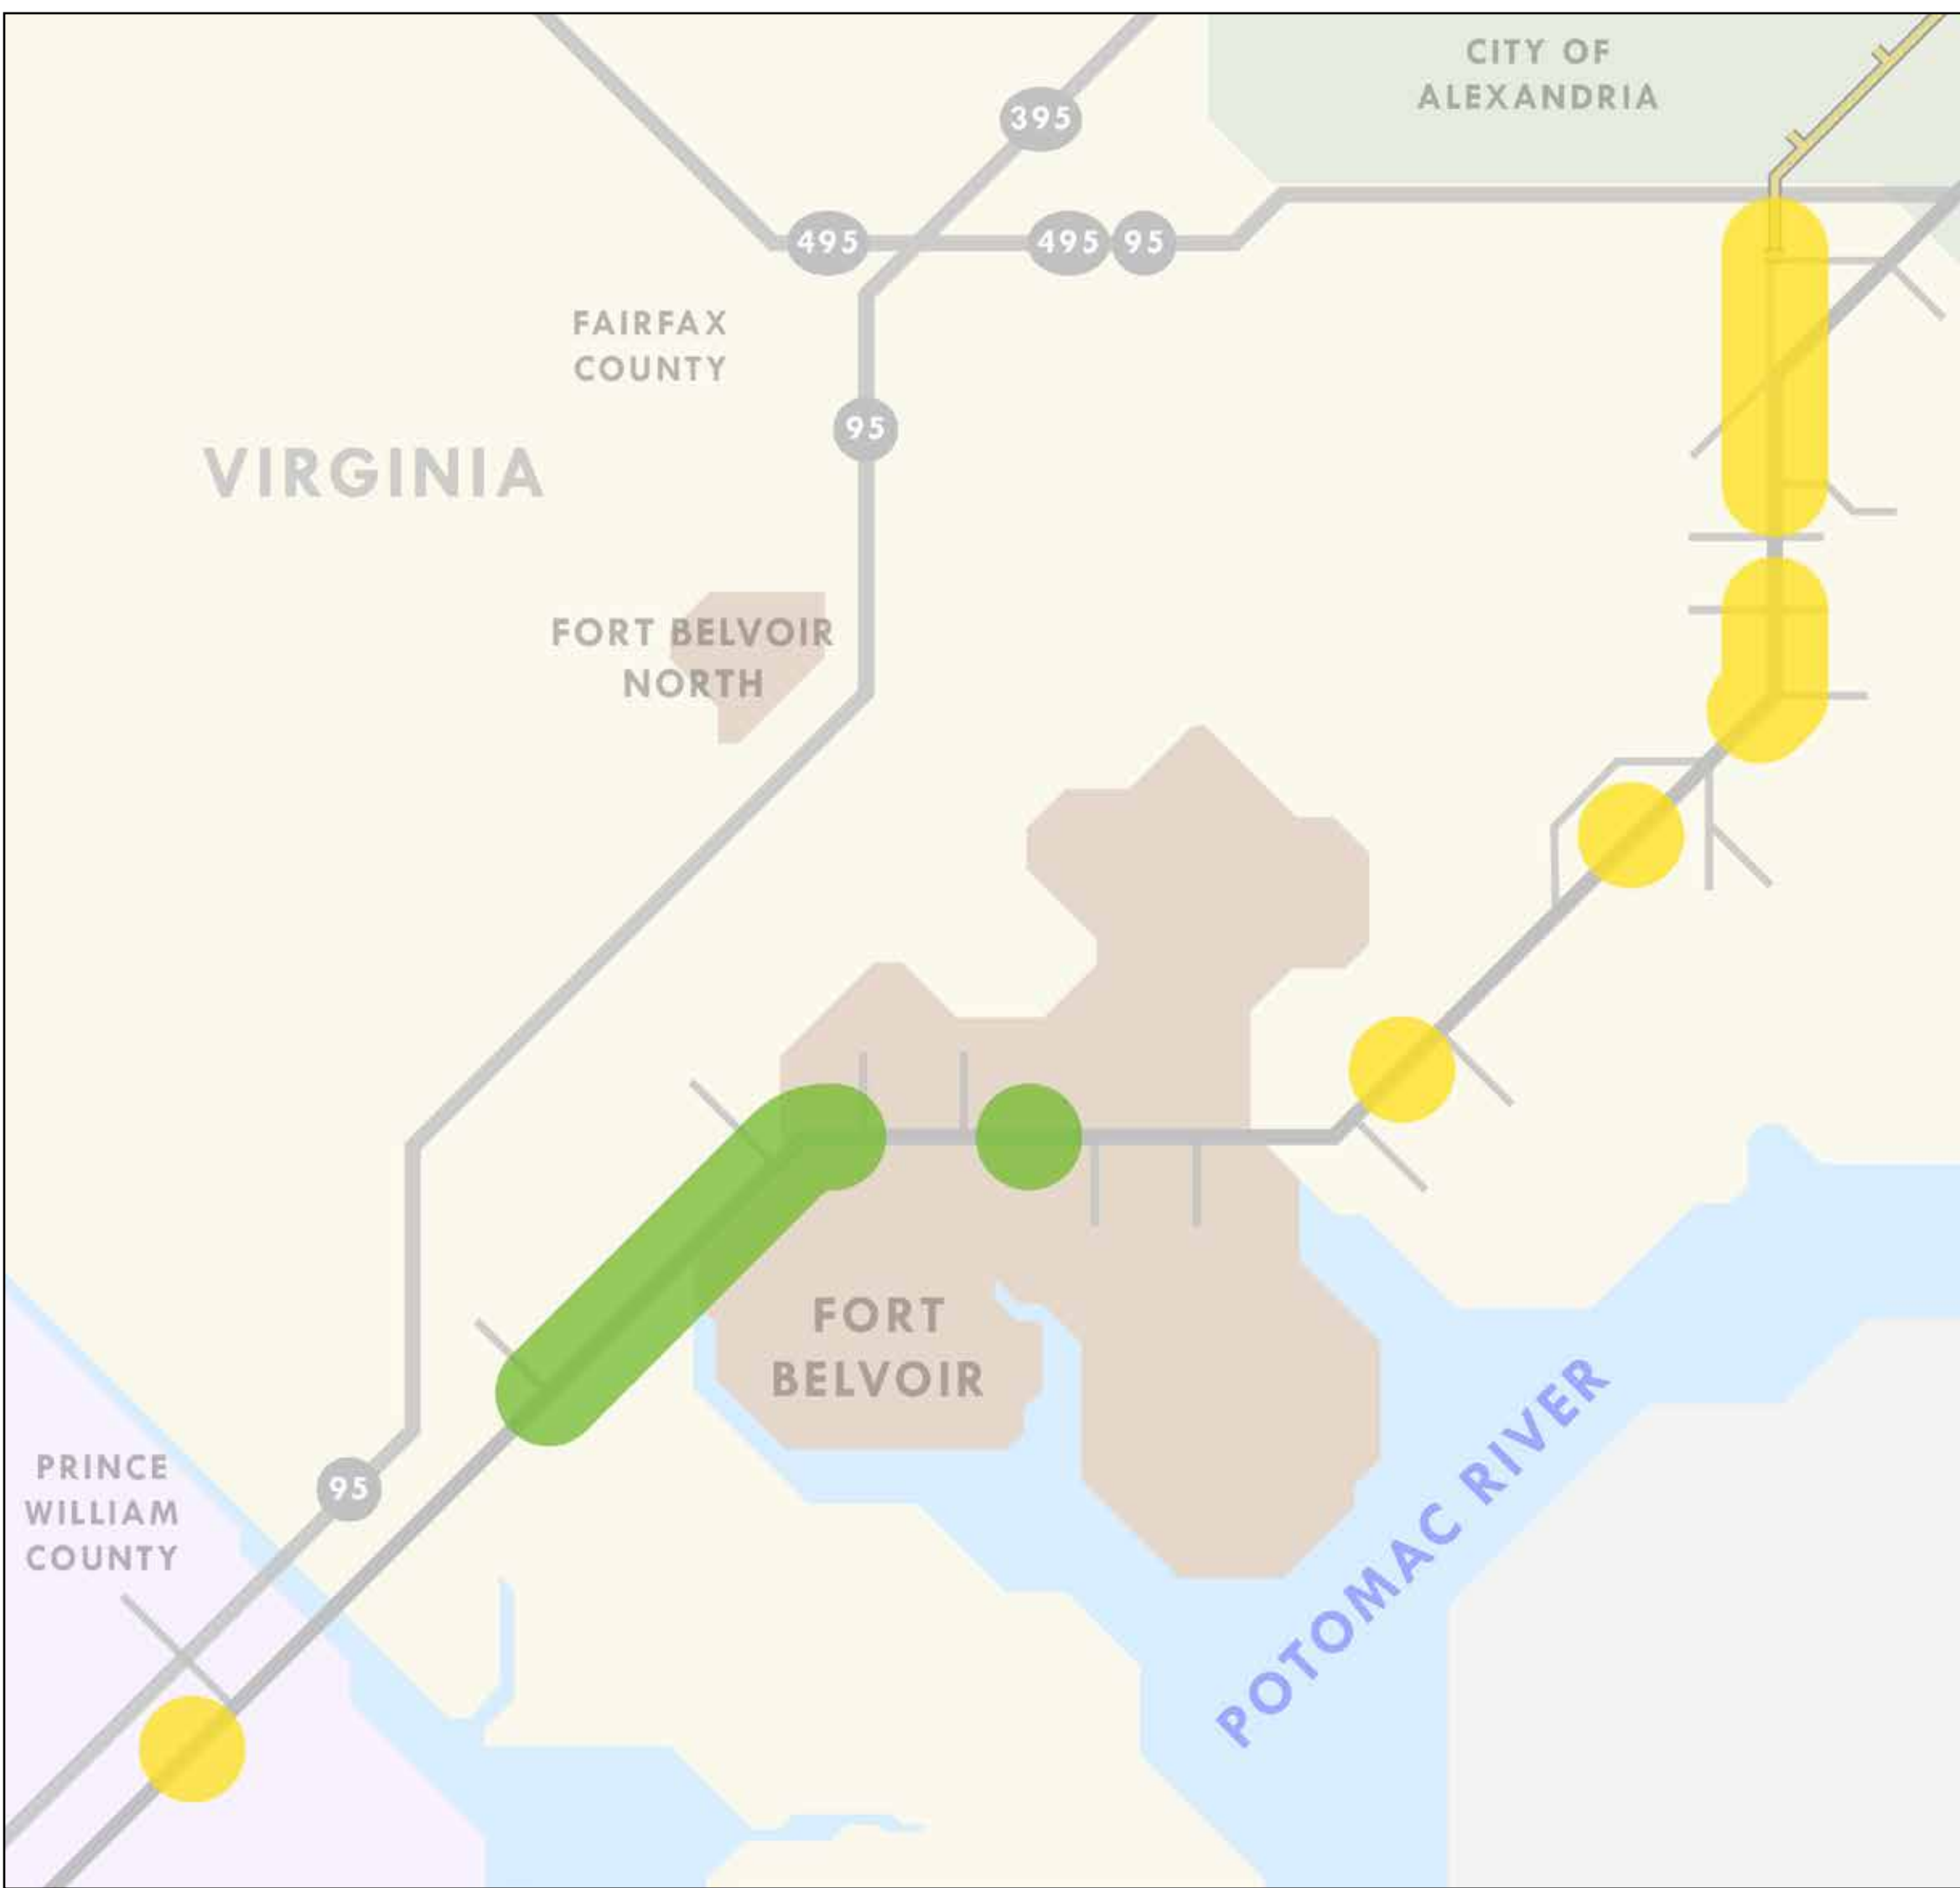 CITY OF
ALEXANDRIA
395
495
495
95
FAIRFAX
COUNTY
95
VIRGINIA
FORT BELVOIR
NORTH
FORT
BELVOIR
POTOMAC RIVER
PRINCE
WILLIAM
COUNTY
95